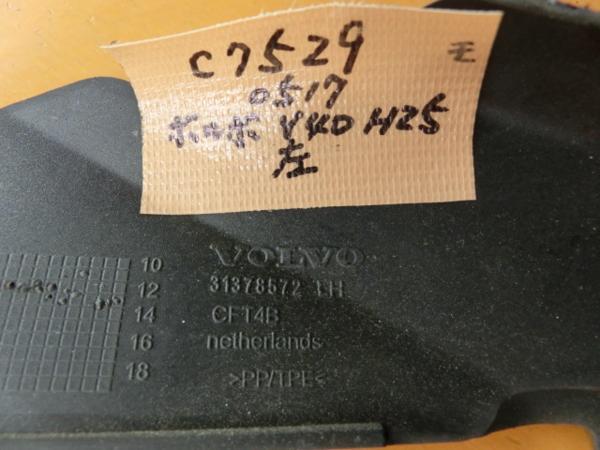 C7529 モ
0517
ボルボ V40 H25
左
VOLVO
10
31378572 LH
12
CFT4B
14
netherlands
16
>PP/TPE<
18